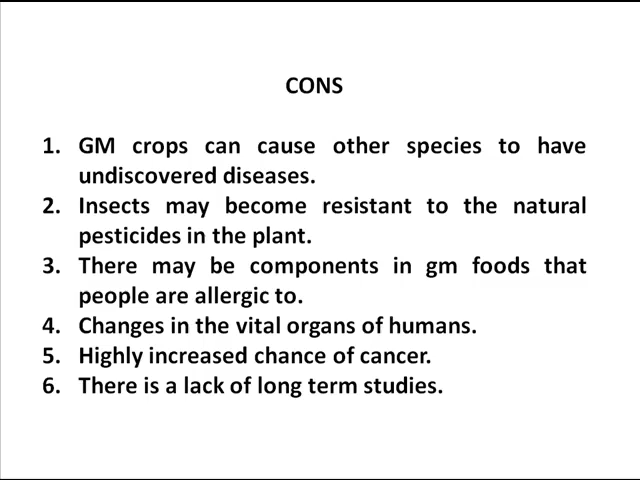 CONS
1. GM crops can cause other species to have
undiscovered diseases.
2. Insects may become resistant to the natural
pesticides in the plant.
3. There may be components in gm foods that
people are allergic to.
4. Changes in the vital organs of humans.
5. Highly increased chance of cancer.
6. There is a lack of long term studies.